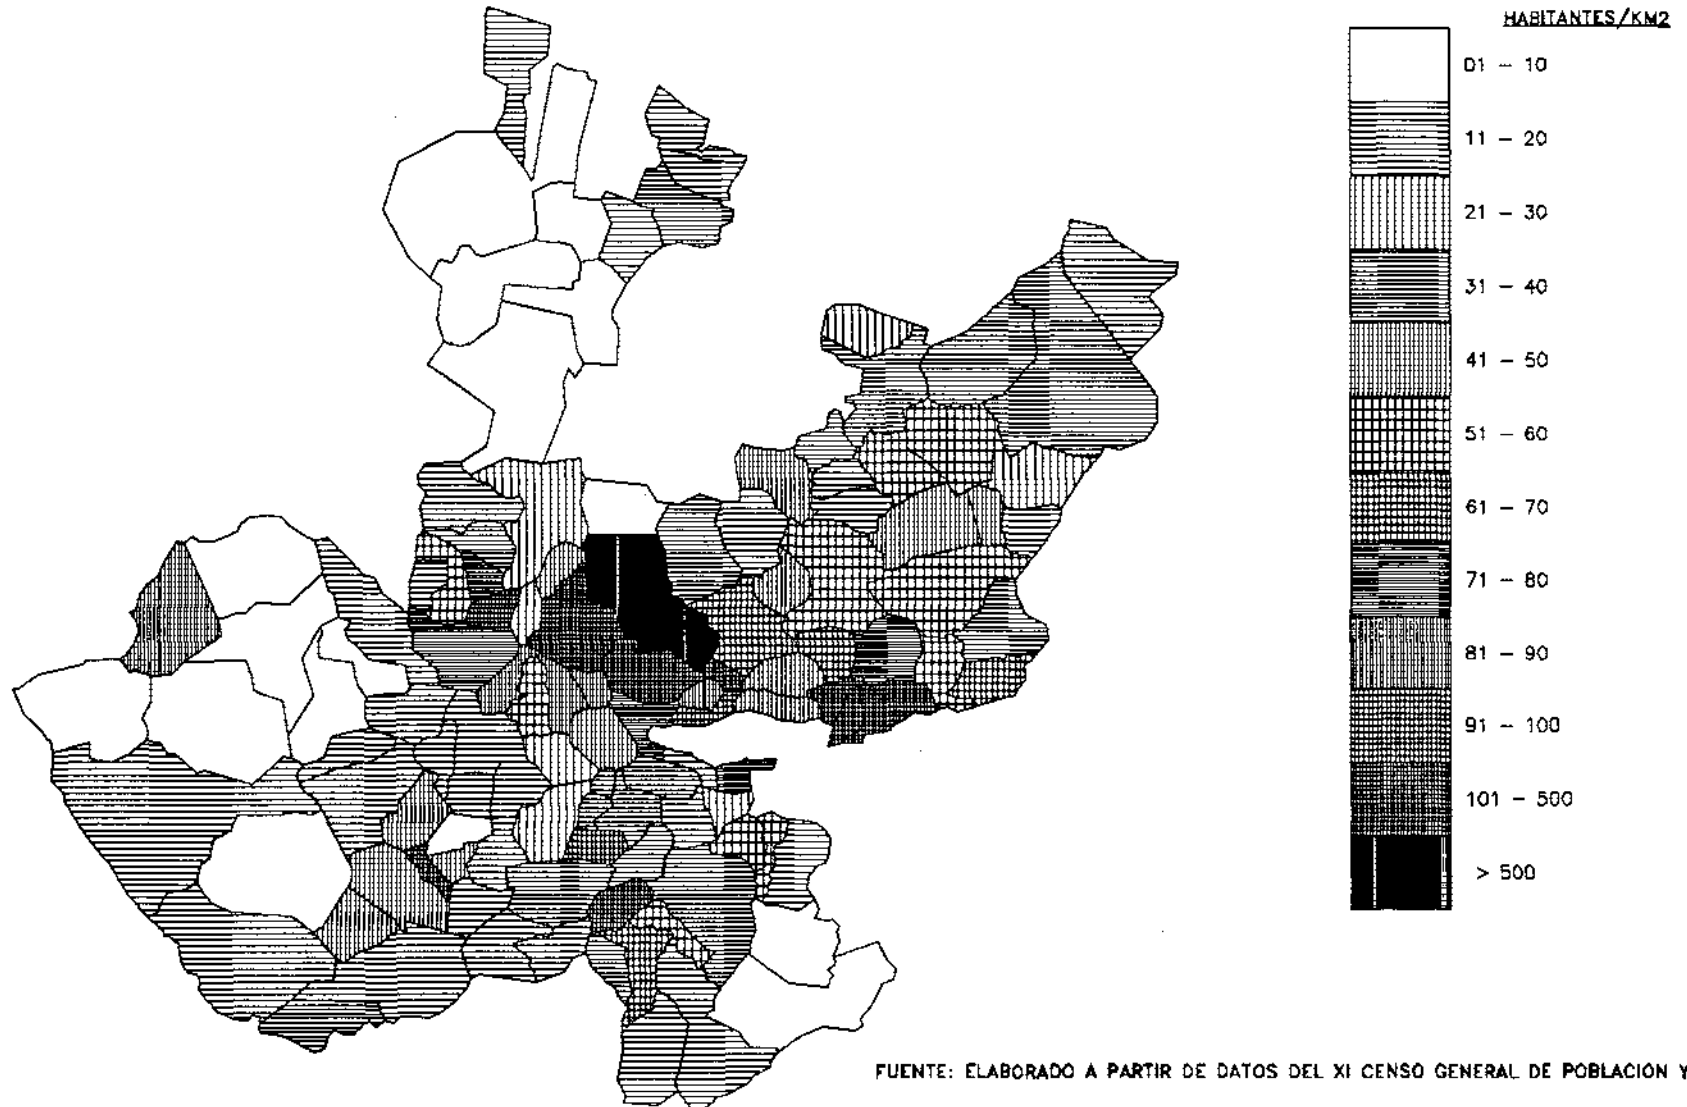 HABITANTES/KM2
01 – 10
11 – 20
21 – 30
31 – 40
41 – 50
51 – 60
61 – 70
71 – 80
81 – 90
91 – 100
101 – 500
> 500
FUENTE: ELABORADO A PARTIR DE DATOS DEL XI CENSO GENERAL DE POBLACION Y